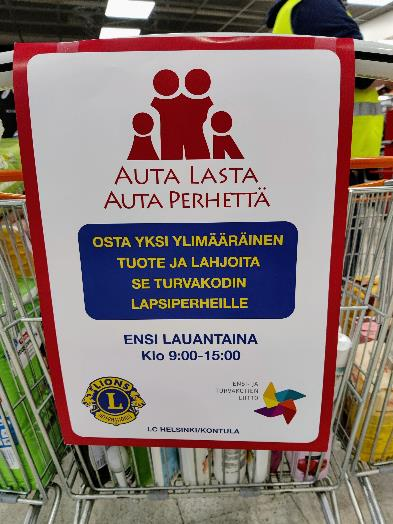 AUTA LASTA
AUTA PERHETTÄ
OSTA YKSI YLIMÄÄRÄINEN
TUOTE JA LAHJOITA
SE TURVAKODIN
LAPSIPERHEILLE
ENSI LAUANTAINA
Klo 9:00-15:00
LIONS
L
INTERNATIONAL
ENSI- JA
TURVAKOTIEN
LIITTO
LC HELSINKI/KONTULA